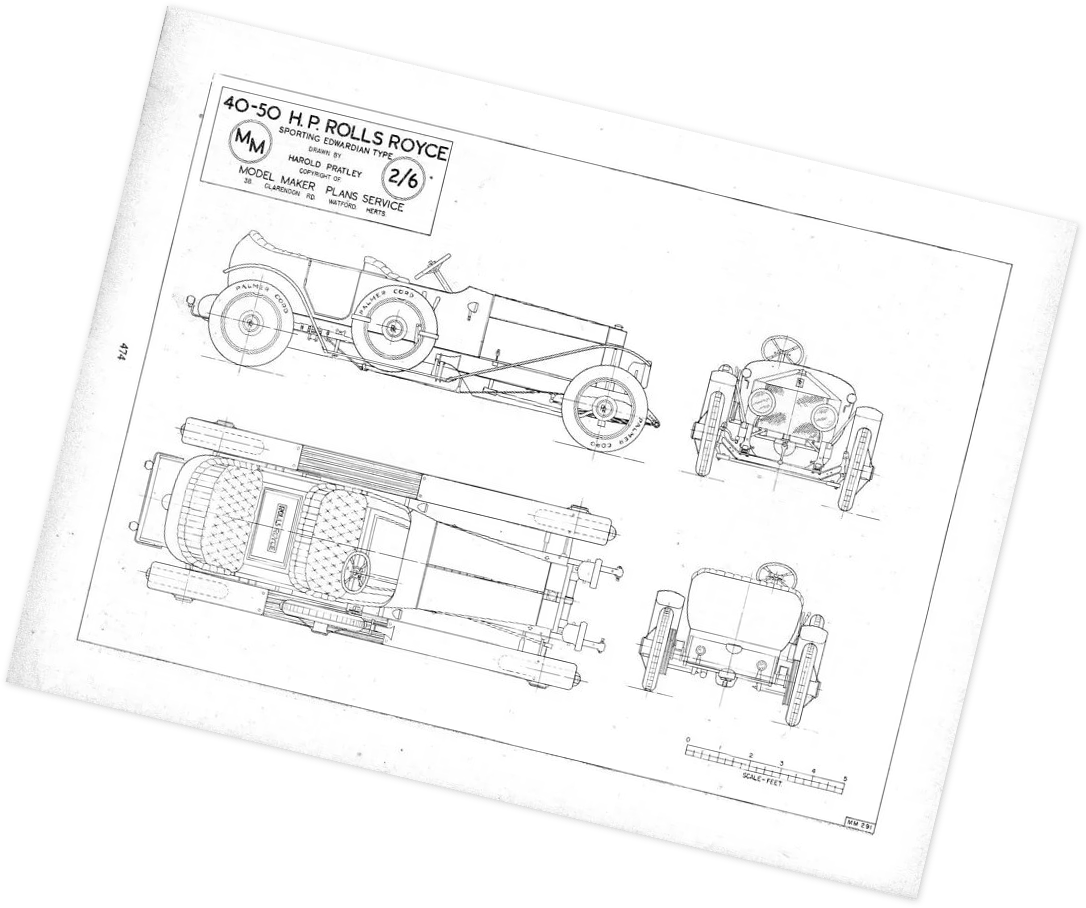 40-50 H.P. ROLLS ROYCE
SPORTING EDWARDIAN TYPE
DRAWN BY
HAROLD PRATLEY
COPYRIGHT OF
MODEL MAKER PLANS SERVICE
38. CLARENDON RD. WATFORD. HERTS.
MM
2/6
474
PALMER CORD
PALMER CORD
PALMER CORD
ROLLS ROYCE
0 1 2 3 4 5
SCALE-FEET
MM 291